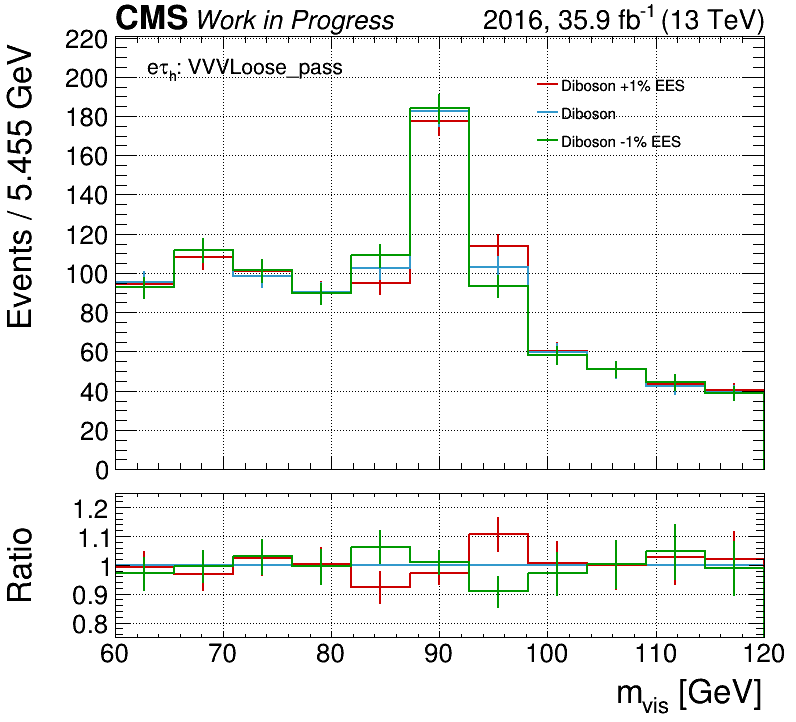 CMS Work in Progress 2016, 35.9 fb⁻¹ (13 TeV)
eτₕ: VVVLoose_pass
Diboson +1% EES
Diboson
Diboson -1% EES
Events / 5.455 GeV
220
200
180
160
140
120
100
80
60
40
20
0
Ratio
1.2
1.1
1
0.9
0.8
60 70 80 90 100 110 120
m_vis [GeV]